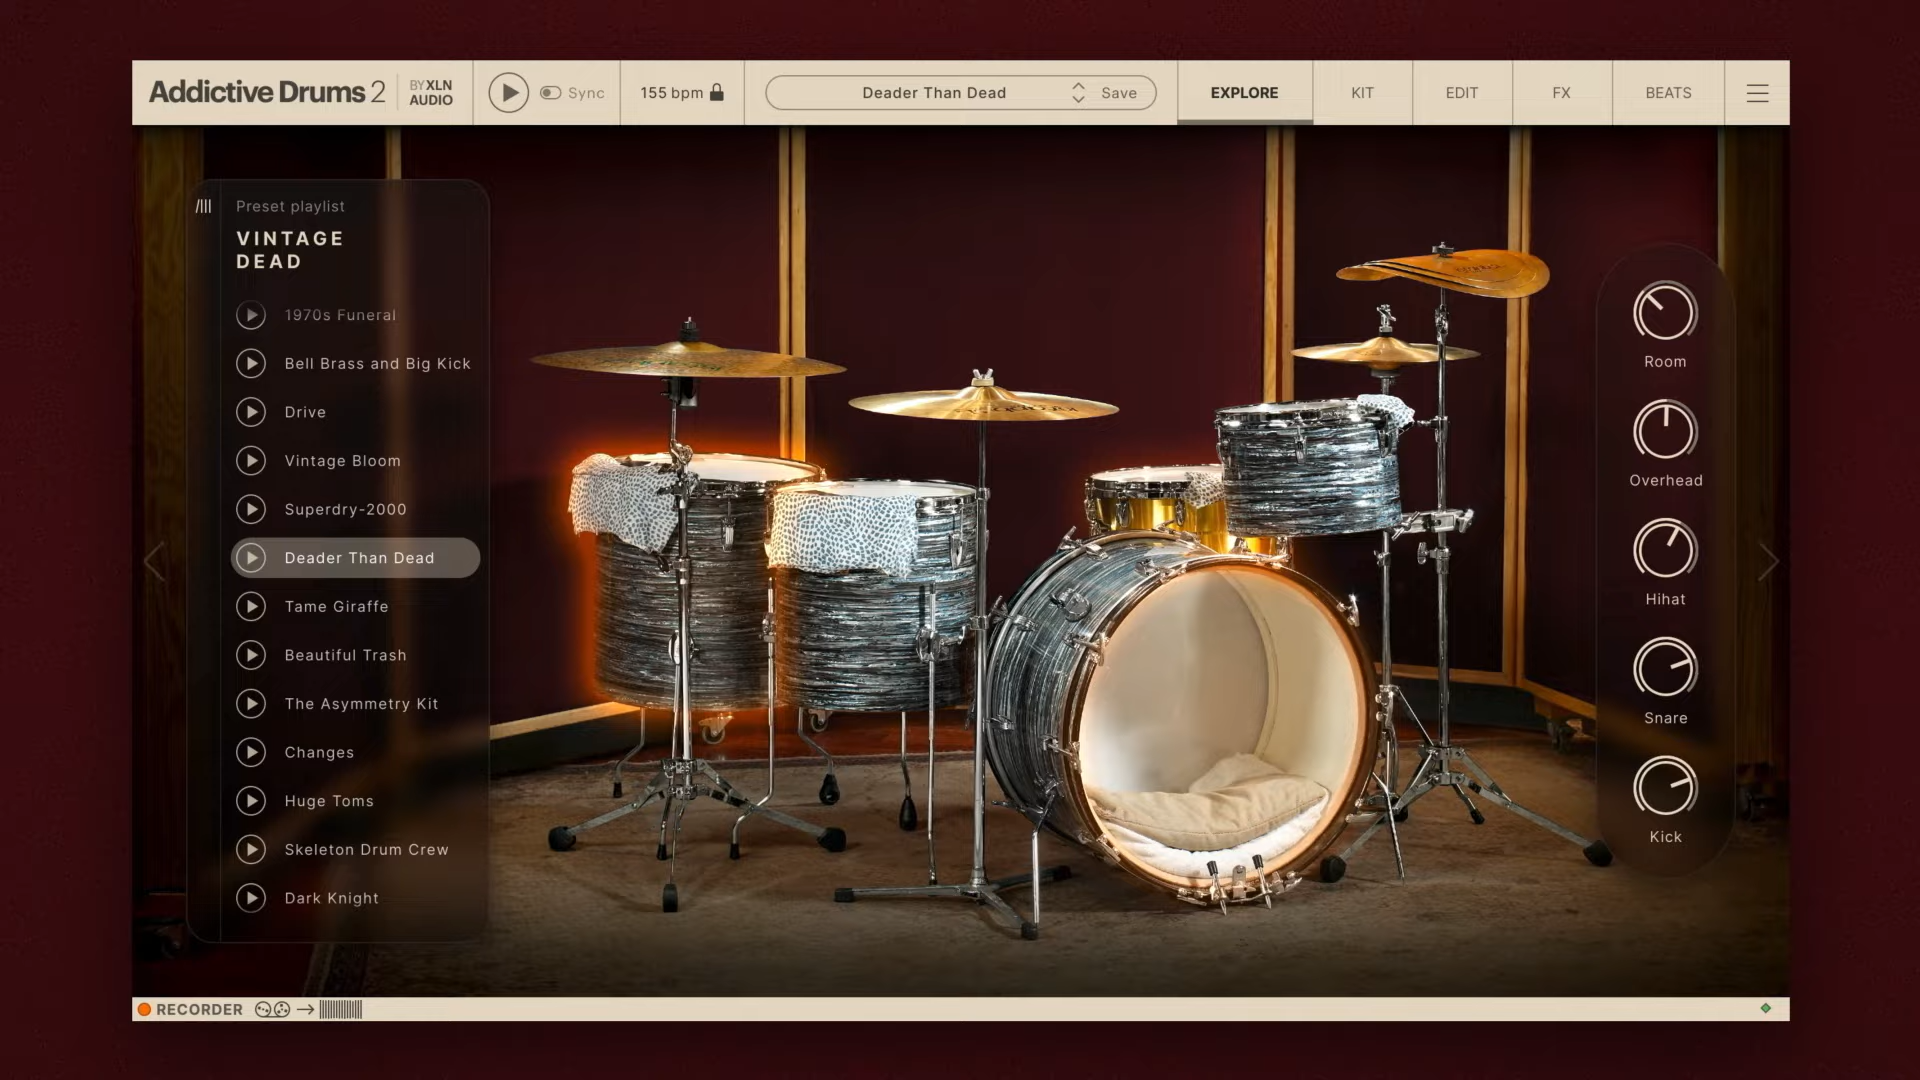 Addictive Drums 2
BY XLN
AUDIO
Sync
155 bpm
Deader Than Dead
Save
EXPLORE
KIT
EDIT
FX
BEATS
Preset playlist
VINTAGE
DEAD
1970s Funeral
Bell Brass and Big Kick
Drive
Vintage Bloom
Superdry-2000
Deader Than Dead
Tame Giraffe
Beautiful Trash
The Asymmetry Kit
Changes
Huge Toms
Skeleton Drum Crew
Dark Knight
Room
Overhead
Hihat
Snare
Kick
RECORDER